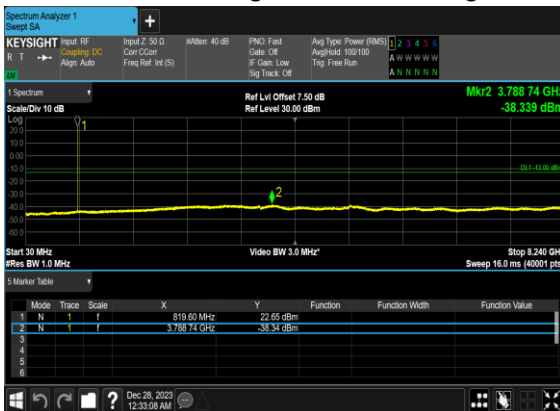 Spectrum Analyzer 1
Swept SA
KEYSIGHT Input: RF Input Z: 50 Ω #Atten: 40 dB PNO: Fast Avg Type: Power (RMS) 1 2 3 4 5 6
R T Coupling: DC Corr CCorr Gate: Off Avg|Hold: 100/100 A W W W W W
Align: Auto Freq Ref: Int (S) IF Gain: Low Trig: Free Run
LV Sig Track: Off A N N N N N
1 Spectrum Ref Lvl Offset 7.50 dB Mkr2 3.788 74 GHz
Scale/Div 10 dB Ref Level 30.00 dBm -38.339 dBm
Log
20.0 1
10.0
0.00
-10.0 DL1 -13.00 dBm
-20.0
-30.0 2
-40.0
-50.0
-60.0
Start 30 MHz Video BW 3.0 MHz* Stop 8.240 GHz
#Res BW 1.0 MHz Sweep 16.0 ms (40001 pts)
5 Marker Table
Mode Trace Scale X Y Function Function Width Function Value
1 N 1 f 819.60 MHz 22.65 dBm
2 N 1 f 3.788 74 GHz -38.34 dBm
3
4
5
6
? Dec 28, 2023
12:33:08 AM